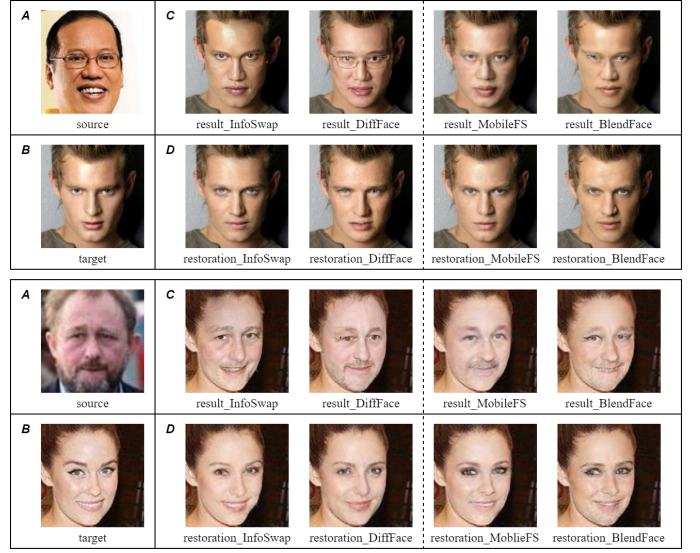 A
C
source
result_InfoSwap
result_DiffFace
result_MobileFS
result_BlendFace
B
D
target
restoration_InfoSwap
restoration_DiffFace
restoration_MobileFS
restoration_BlendFace
A
C
source
result_InfoSwap
result_DiffFace
result_MobileFS
result_BlendFace
B
D
target
restoration_InfoSwap
restoration_DiffFace
restoration_MoblieFS
restoration_BlendFace